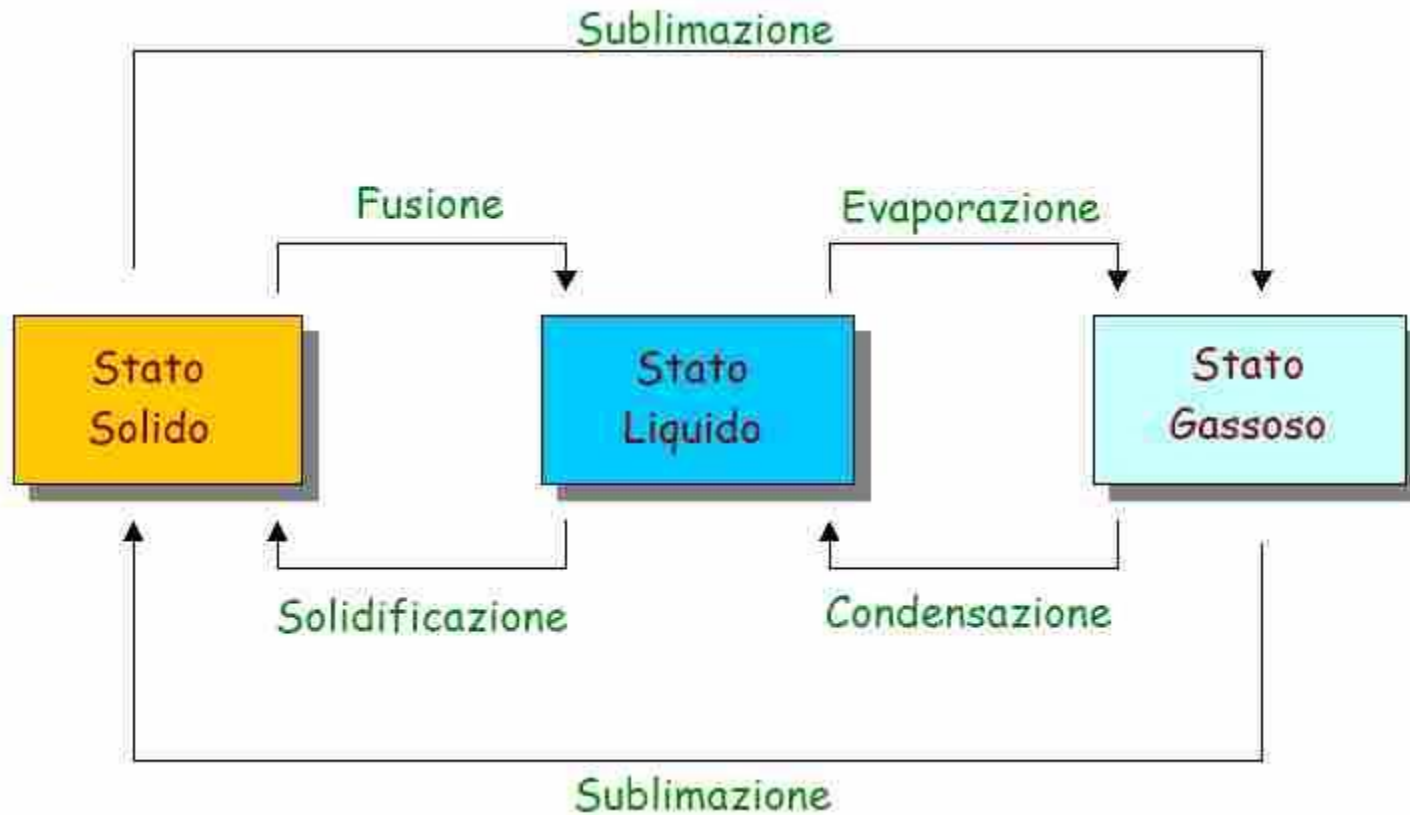 Sublimazione
Fusione
Evaporazione
Stato
Solido
Stato
Liquido
Stato
Gassoso
Solidificazione
Condensazione
Sublimazione